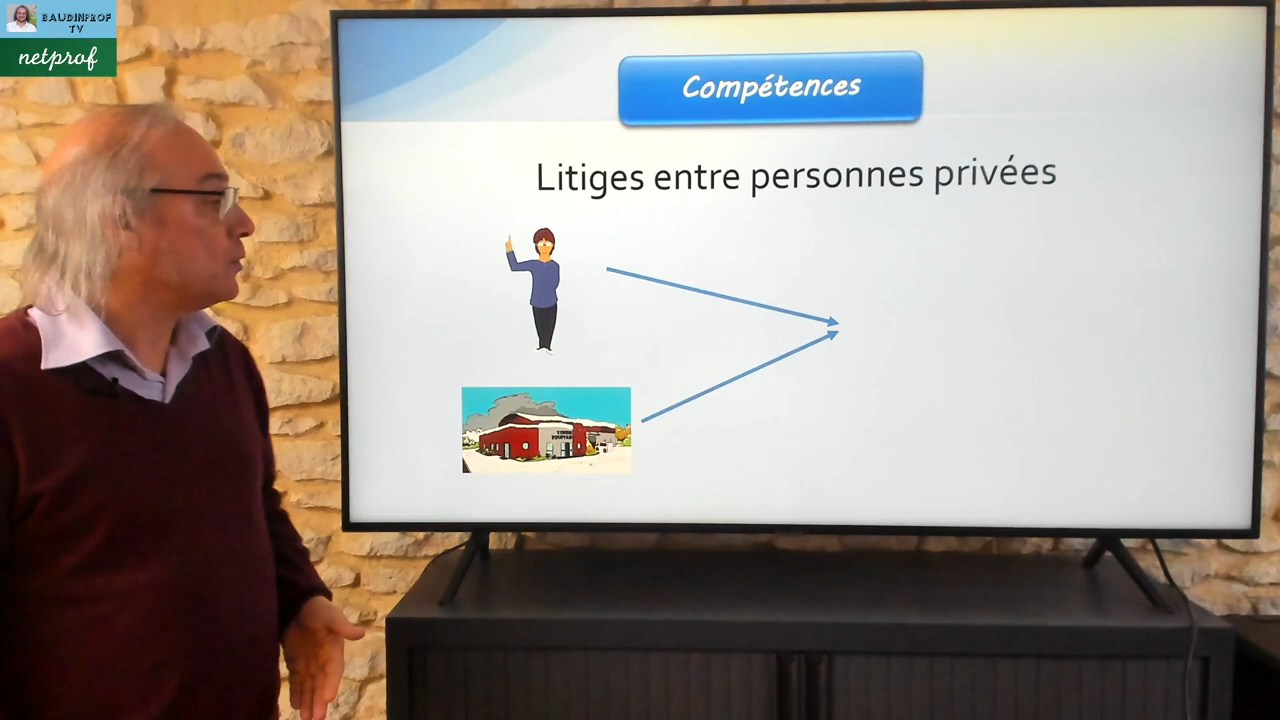 BAUDINPROF
TV
netprof
Compétences
Litiges entre personnes privées